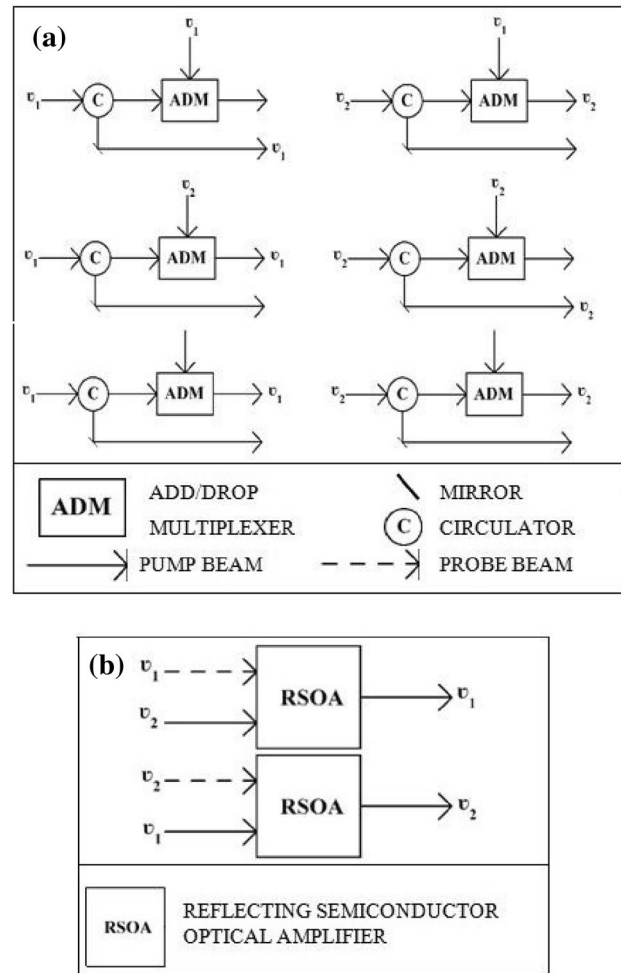 (a)
υ1 υ1
υ1 C ADM υ2 C ADM υ2
υ1
υ2 υ2
υ1 C ADM υ1 υ2 C ADM
υ2
υ1 C ADM υ1 υ2 C ADM υ2
ADM ADD/DROP MULTIPLEXER MIRROR
C CIRCULATOR
PUMP BEAM PROBE BEAM
(b)
υ1
RSOA υ1
υ2
υ2
RSOA υ2
υ1
RSOA REFLECTING SEMICONDUCTOR
OPTICAL AMPLIFIER